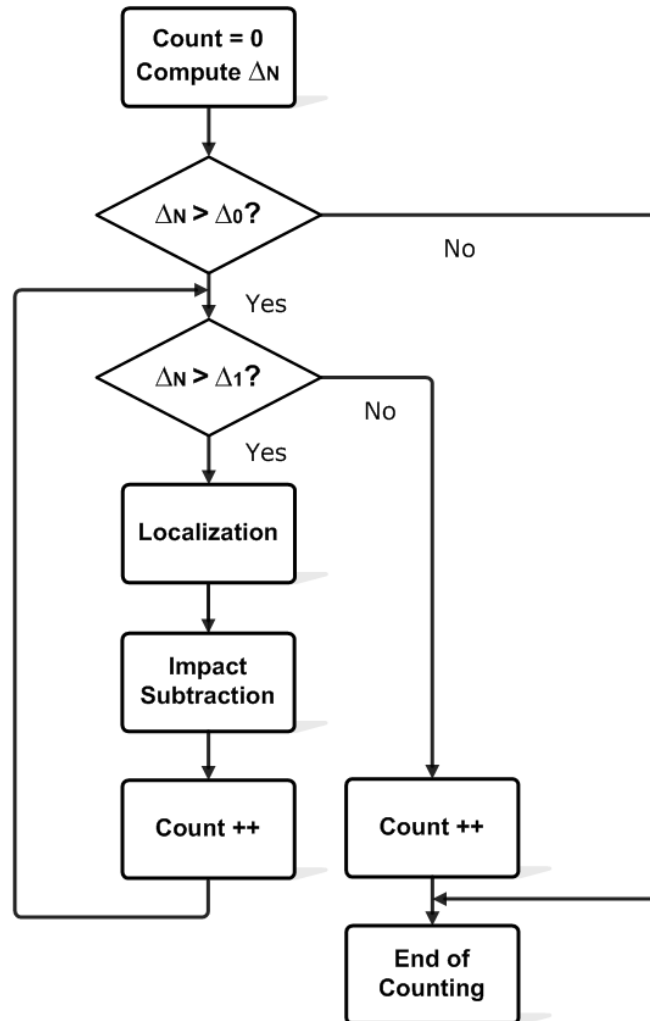 Count = 0
Compute ΔN
ΔN > Δ0?
No
Yes
ΔN > Δ1?
No
Yes
Localization
Impact
Subtraction
Count ++
Count ++
End of
Counting